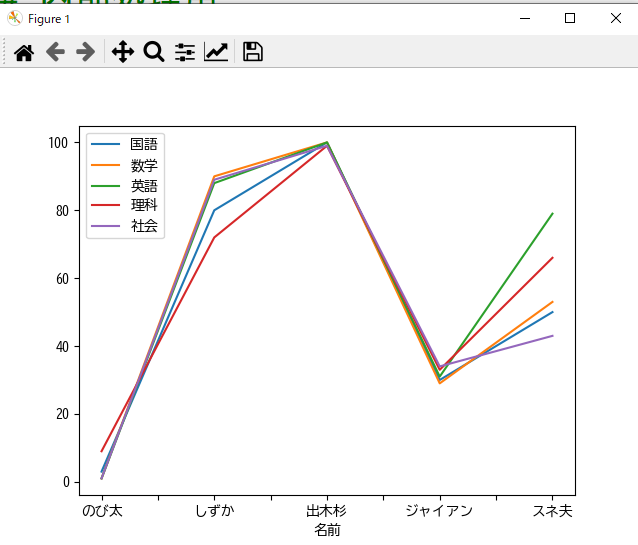 Figure 1
100
80
60
40
20
0
国語
数学
英語
理科
社会
のび太
しずか
出木杉
ジャイアン
スネ夫
名前